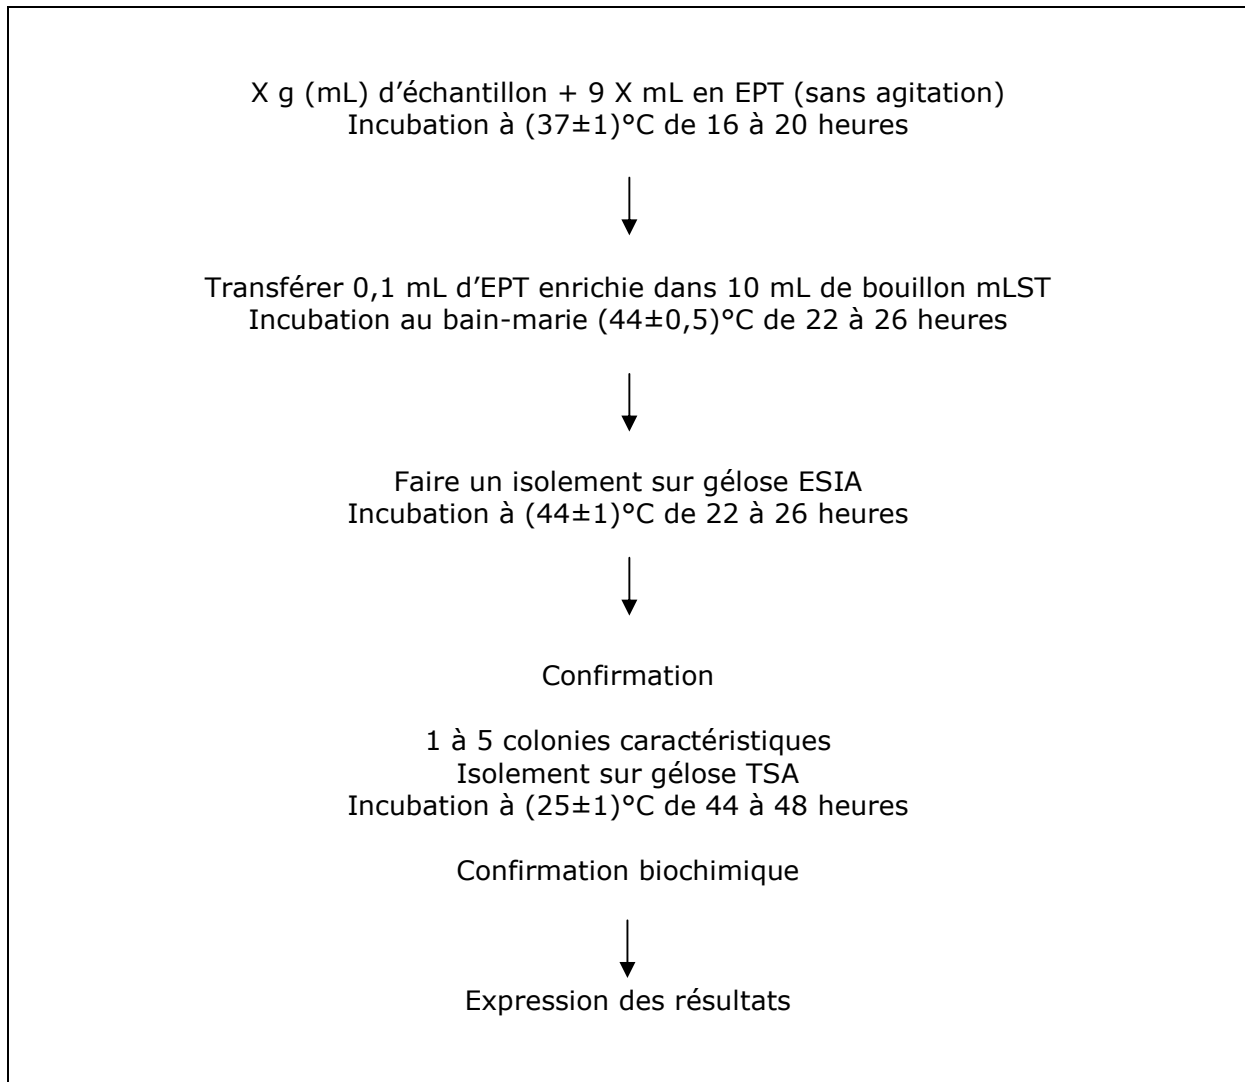 X g (mL) d’échantillon + 9 X mL en EPT (sans agitation)
Incubation à (37±1)°C de 16 à 20 heures
Transférer 0,1 mL d’EPT enrichie dans 10 mL de bouillon mLST
Incubation au bain-marie (44±0,5)°C de 22 à 26 heures
Faire un isolement sur gélose ESIA
Incubation à (44±1)°C de 22 à 26 heures
Confirmation
1 à 5 colonies caractéristiques
Isolement sur gélose TSA
Incubation à (25±1)°C de 44 à 48 heures
Confirmation biochimique
Expression des résultats